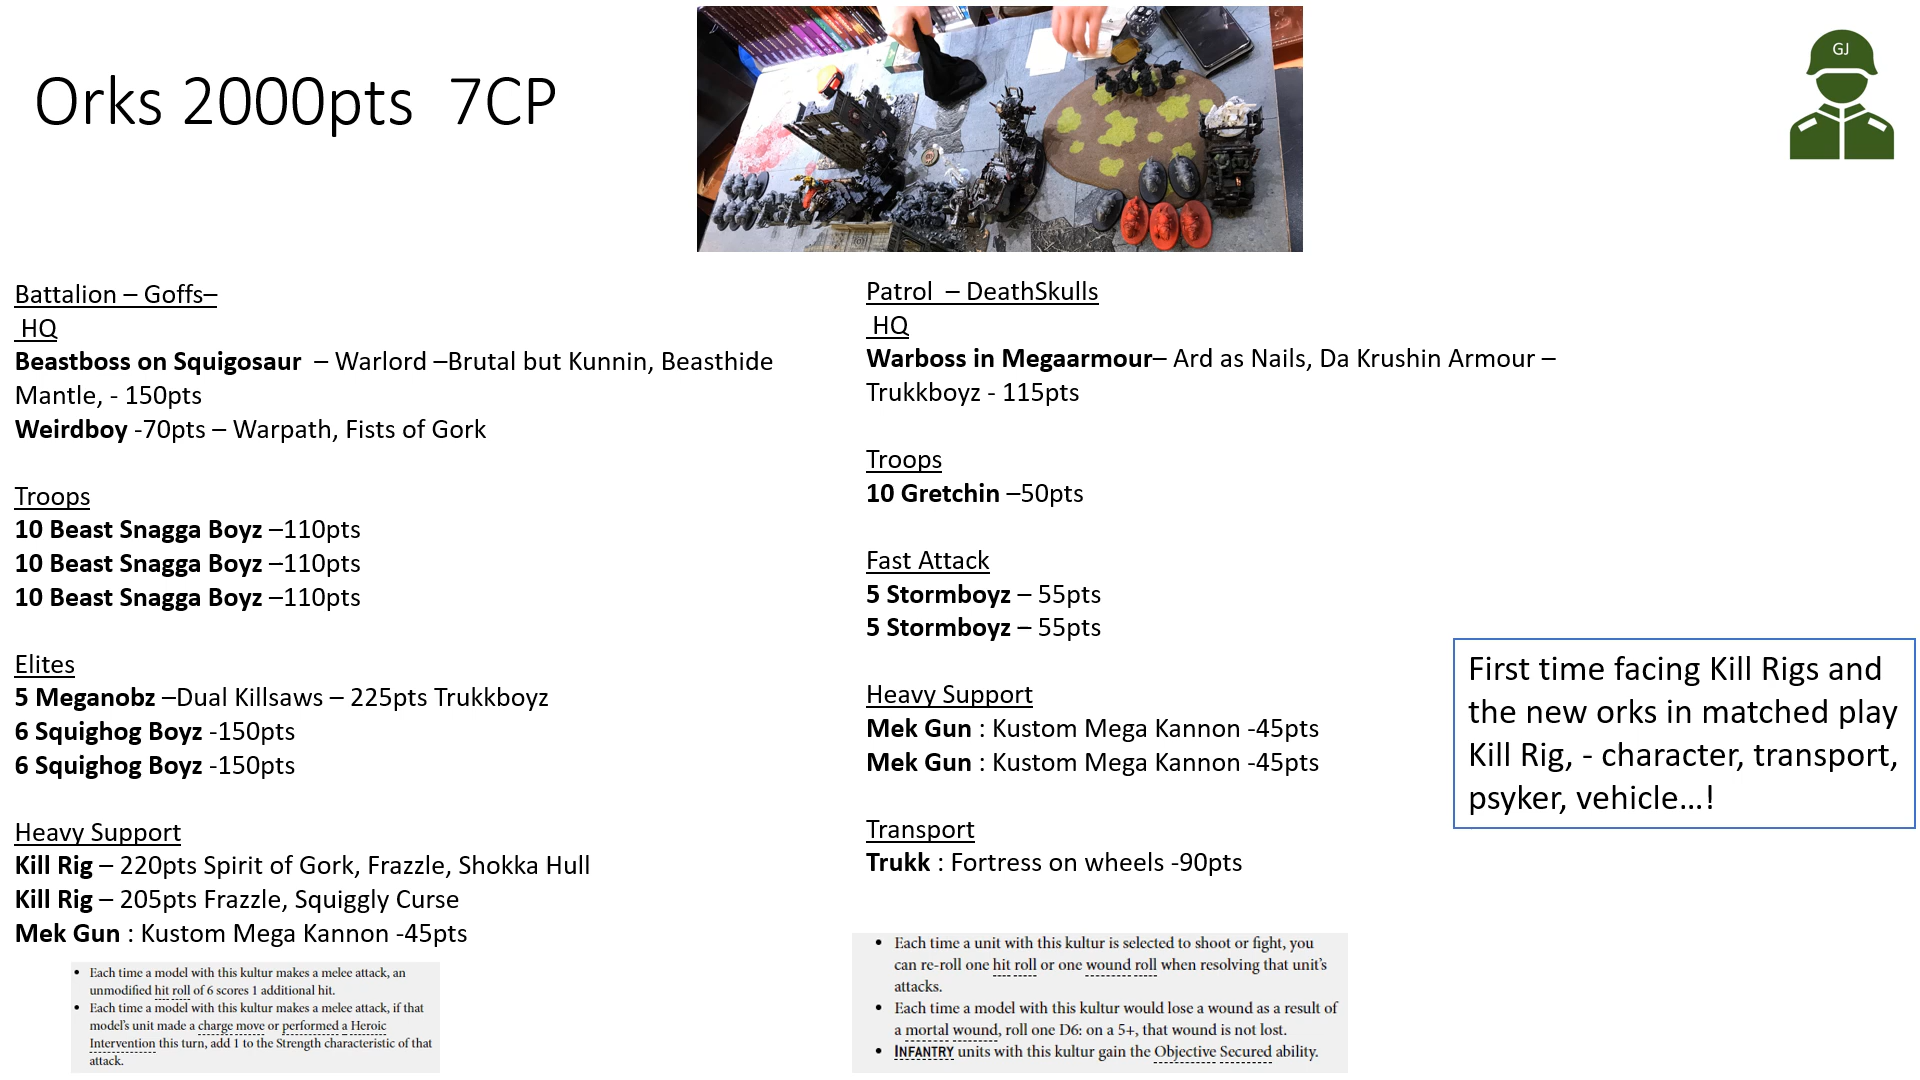 Orks 2000pts 7CP
GJ
Battalion – Goffs–
HQ
Beastboss on Squigosaur – Warlord –Brutal but Kunnin, Beasthide
Mantle, - 150pts
Weirdboy -70pts – Warpath, Fists of Gork
Troops
10 Beast Snagga Boyz –110pts
10 Beast Snagga Boyz –110pts
10 Beast Snagga Boyz –110pts
Elites
5 Meganobz –Dual Killsaws – 225pts Trukkboyz
6 Squighog Boyz -150pts
6 Squighog Boyz -150pts
Heavy Support
Kill Rig – 220pts Spirit of Gork, Frazzle, Shokka Hull
Kill Rig – 205pts Frazzle, Squiggly Curse
Mek Gun : Kustom Mega Kannon -45pts
• Each time a model with this kultur makes a melee attack, an
unmodified hit roll of 6 scores 1 additional hit.
• Each time a model with this kultur makes a melee attack, if that
model's unit made a charge move or performed a Heroic
Intervention this turn, add 1 to the Strength characteristic of that
attack.
Patrol – DeathSkulls
HQ
Warboss in Megaarmour– Ard as Nails, Da Krushin Armour –
Trukkboyz - 115pts
Troops
10 Gretchin –50pts
Fast Attack
5 Stormboyz – 55pts
5 Stormboyz – 55pts
Heavy Support
Mek Gun : Kustom Mega Kannon -45pts
Mek Gun : Kustom Mega Kannon -45pts
Transport
Trukk : Fortress on wheels -90pts
• Each time a unit with this kultur is selected to shoot or fight, you
can re-roll one hit roll or one wound roll when resolving that unit's
attacks.
• Each time a model with this kultur would lose a wound as a result of
a mortal wound, roll one D6: on a 5+, that wound is not lost.
• INFANTRY units with this kultur gain the Objective Secured ability.
First time facing Kill Rigs and
the new orks in matched play
Kill Rig, - character, transport,
psyker, vehicle...!